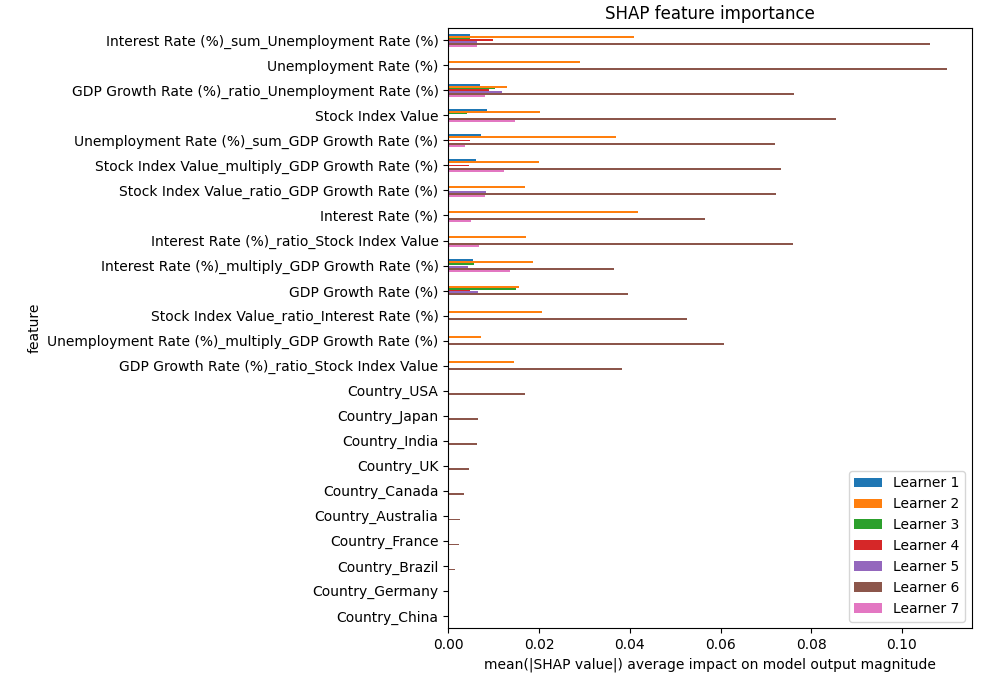 SHAP feature importance
Interest Rate (%)_sum_Unemployment Rate (%)
Unemployment Rate (%)
GDP Growth Rate (%)_ratio_Unemployment Rate (%)
Stock Index Value
Unemployment Rate (%)_sum_GDP Growth Rate (%)
Stock Index Value_multiply_GDP Growth Rate (%)
Stock Index Value_ratio_GDP Growth Rate (%)
Interest Rate (%)
Interest Rate (%)_ratio_Stock Index Value
Interest Rate (%)_multiply_GDP Growth Rate (%)
GDP Growth Rate (%)
Stock Index Value_ratio_Interest Rate (%)
Unemployment Rate (%)_multiply_GDP Growth Rate (%)
GDP Growth Rate (%)_ratio_Stock Index Value
Country_USA
Country_Japan
Country_India
Country_UK
Country_Canada
Country_Australia
Country_France
Country_Brazil
Country_Germany
Country_China
feature
Learner 1
Learner 2
Learner 3
Learner 4
Learner 5
Learner 6
Learner 7
0.00 0.02 0.04 0.06 0.08 0.10
mean(|SHAP value|) average impact on model output magnitude